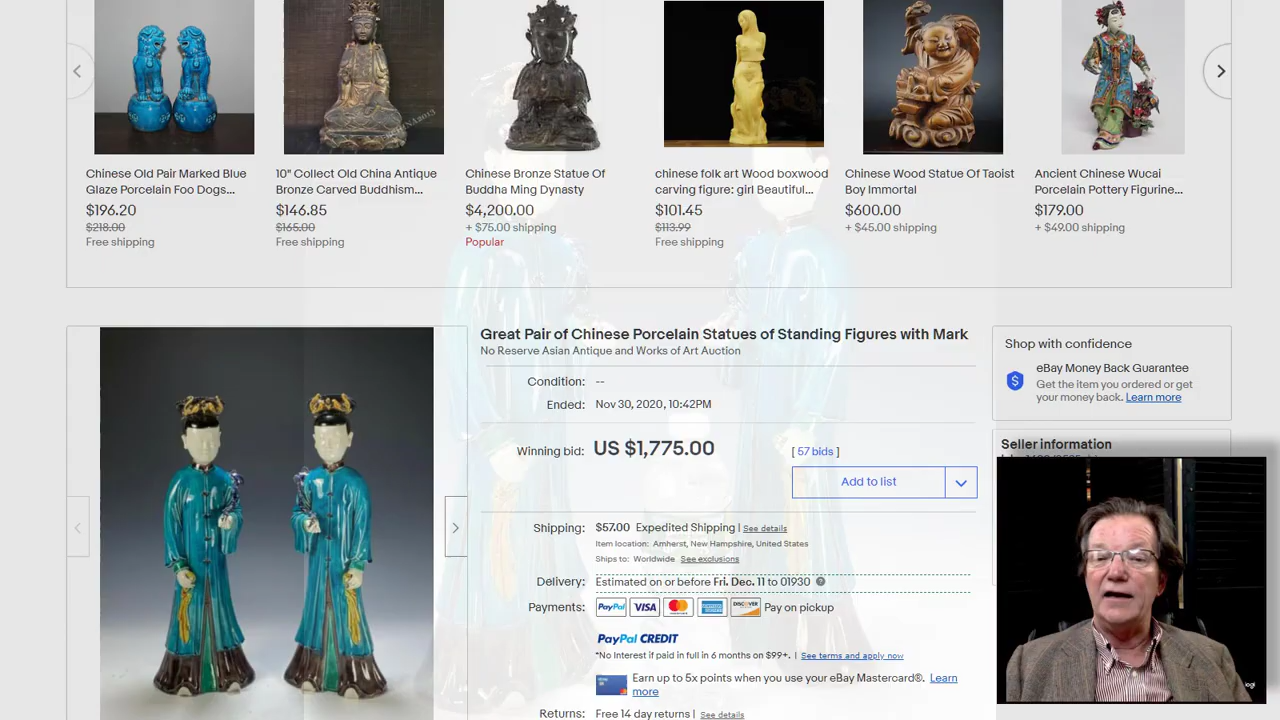 Chinese Old Pair Marked Blue
Glaze Porcelain Foo Dogs...
$196.20
$218.00
Free shipping
10" Collect Old China Antique
Bronze Carved Buddhism...
$146.85
$165.00
Free shipping
Chinese Bronze Statue Of
Buddha Ming Dynasty
$4,200.00
+ $75.00 shipping
Popular
chinese folk art Wood boxwood
carving figure: girl Beautiful...
$101.45
$113.99
Free shipping
Chinese Wood Statue Of Taoist
Boy Immortal
$600.00
+ $45.00 shipping
Ancient Chinese Wucai
Porcelain Pottery Figurine...
$179.00
+ $49.00 shipping
Great Pair of Chinese Porcelain Statues of Standing Figures with Mark
No Reserve Asian Antique and Works of Art Auction
Condition: --
Ended: Nov 30, 2020, 10:42PM
Winning bid: US $1,775.00 [ 57 bids ]
Add to list
Shipping: $57.00 Expedited Shipping | See details
Item location: Amherst, New Hampshire, United States
Ships to: Worldwide See exclusions
Delivery: Estimated on or before Fri. Dec. 11 to 01930
Payments: PayPal VISA MasterCard DISCOVER Pay on pickup
PayPal CREDIT
*No Interest if paid in full in 6 months on $99+. | See terms and apply now
Earn up to 5x points when you use your eBay Mastercard®. Learn
more
Returns: Free 14 day returns | See details
Shop with confidence
eBay Money Back Guarantee
Get the item you ordered or get
your money back. Learn more
Seller information